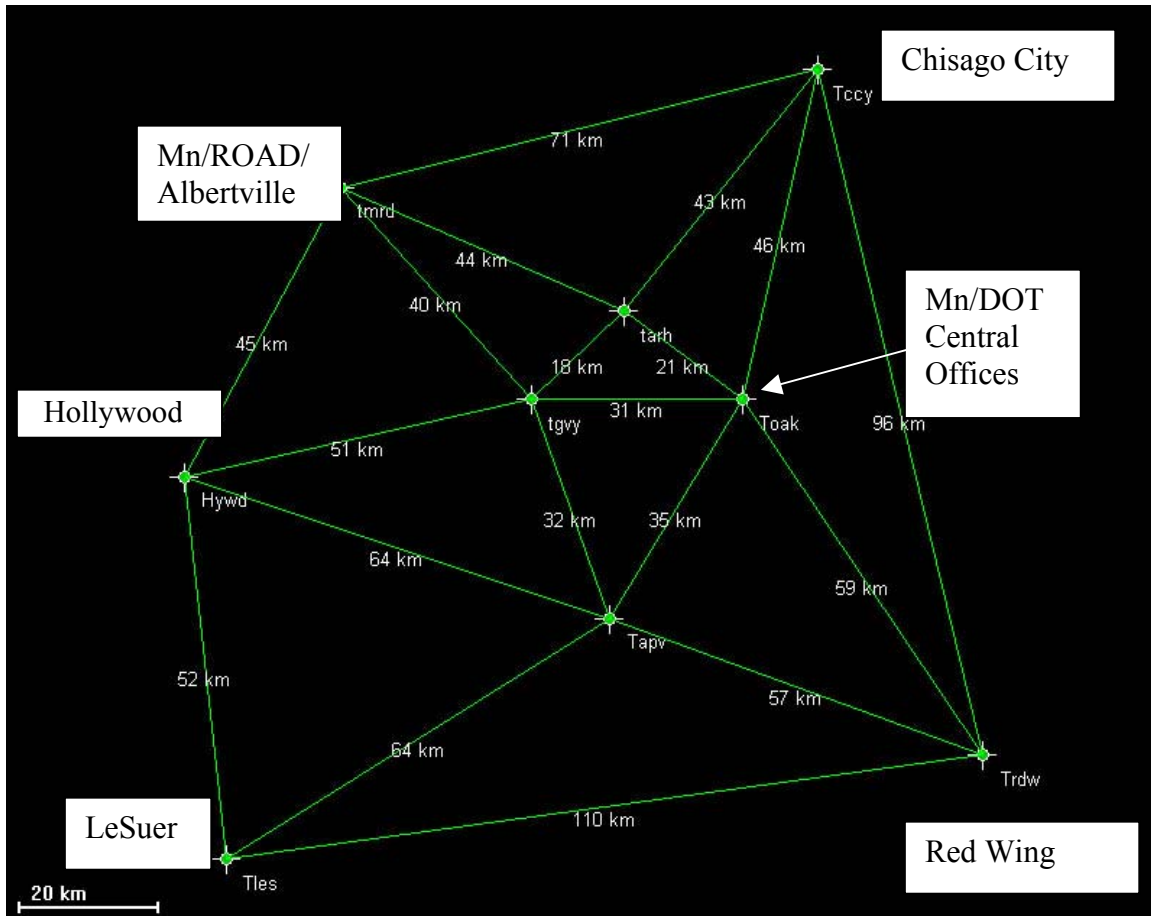 Chisago City
Tccy
71 km
Mn/ROAD/
Albertville
tmrd
43 km
46 km
44 km
40 km
Mn/DOT
Central
Offices
tarh
45 km
18 km
21 km
Hollywood
31 km
tgvy
Toak
96 km
51 km
Hywd
32 km
35 km
64 km
59 km
Tapv
52 km
57 km
64 km
Trdw
110 km
LeSuer
Red Wing
Tles
20 km